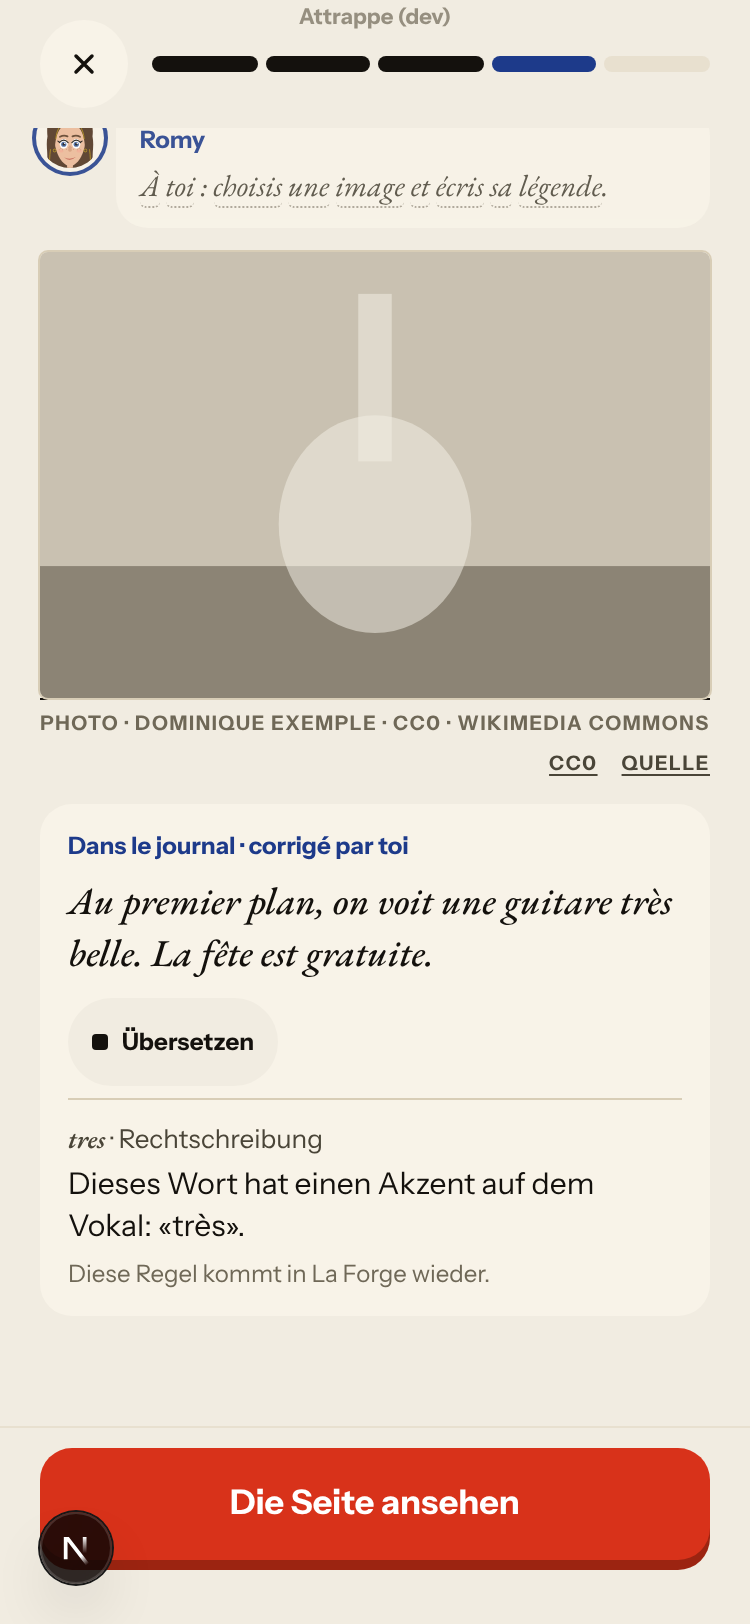 Attrappe (dev)
Romy
À toi : choisis une image et écris sa légende.
PHOTO · DOMINIQUE EXEMPLE · CC0 · WIKIMEDIA COMMONS
CC0 QUELLE
Dans le journal · corrigé par toi
Au premier plan, on voit une guitare très
belle. La fête est gratuite.
Übersetzen
tres · Rechtschreibung
Dieses Wort hat einen Akzent auf dem
Vokal: «très».
Diese Regel kommt in La Forge wieder.
Die Seite ansehen
N